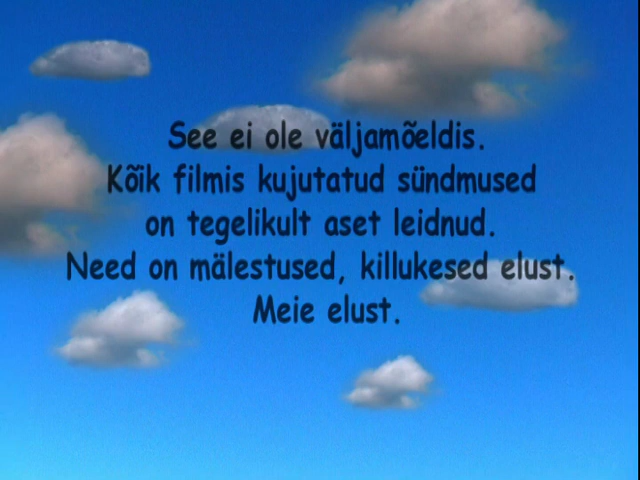 See ei ole väljamõeldis.
Kõik filmis kujutatud sündmused
on tegelikult aset leidnud.
Need on mälestused, killukesed elust.
Meie elust.